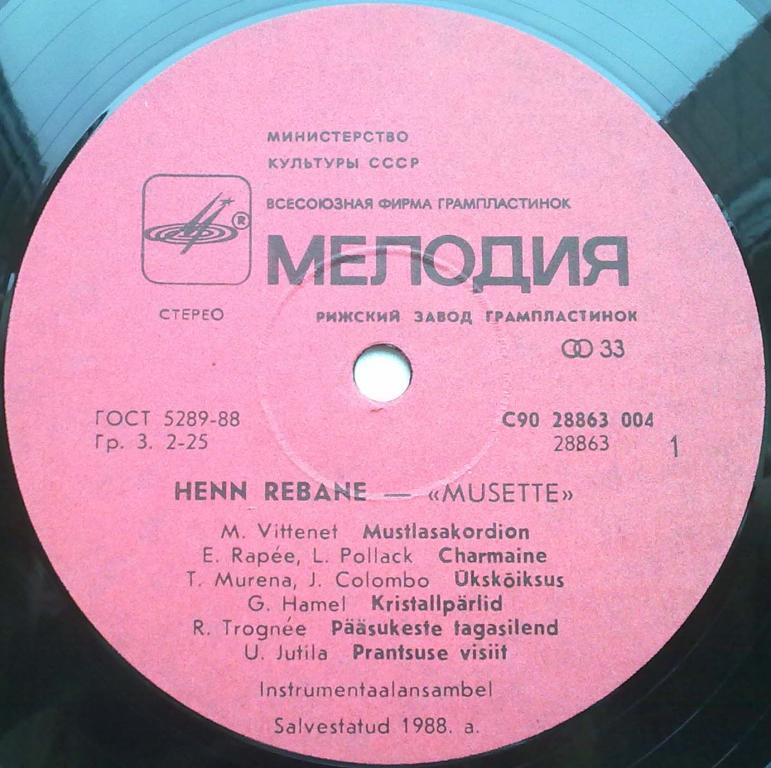 МИНИСТЕРСТВО
КУЛЬТУРЫ СССР
ВСЕСОЮЗНАЯ ФИРМА ГРАМПЛАСТИНОК
®
МЕЛОДИЯ
СТЕРЕО РИЖСКИЙ ЗАВОД ГРАМПЛАСТИНОК
33
ГОСТ 5289-88 С90 28863 004
Гр. 3. 2-25 28863 1
HENN REBANE — «MUSETTE»
M. Vittenet Mustlasakordion
E. Rapée, L. Pollack Charmaine
T. Murena, J. Colombo Ükskõiksus
G. Hamel Kristallpärlid
R. Trognée Pääsukeste tagasilend
U. Jutila Prantsuse visiit
Instrumentaalansambel
Salvestatud 1988. a.